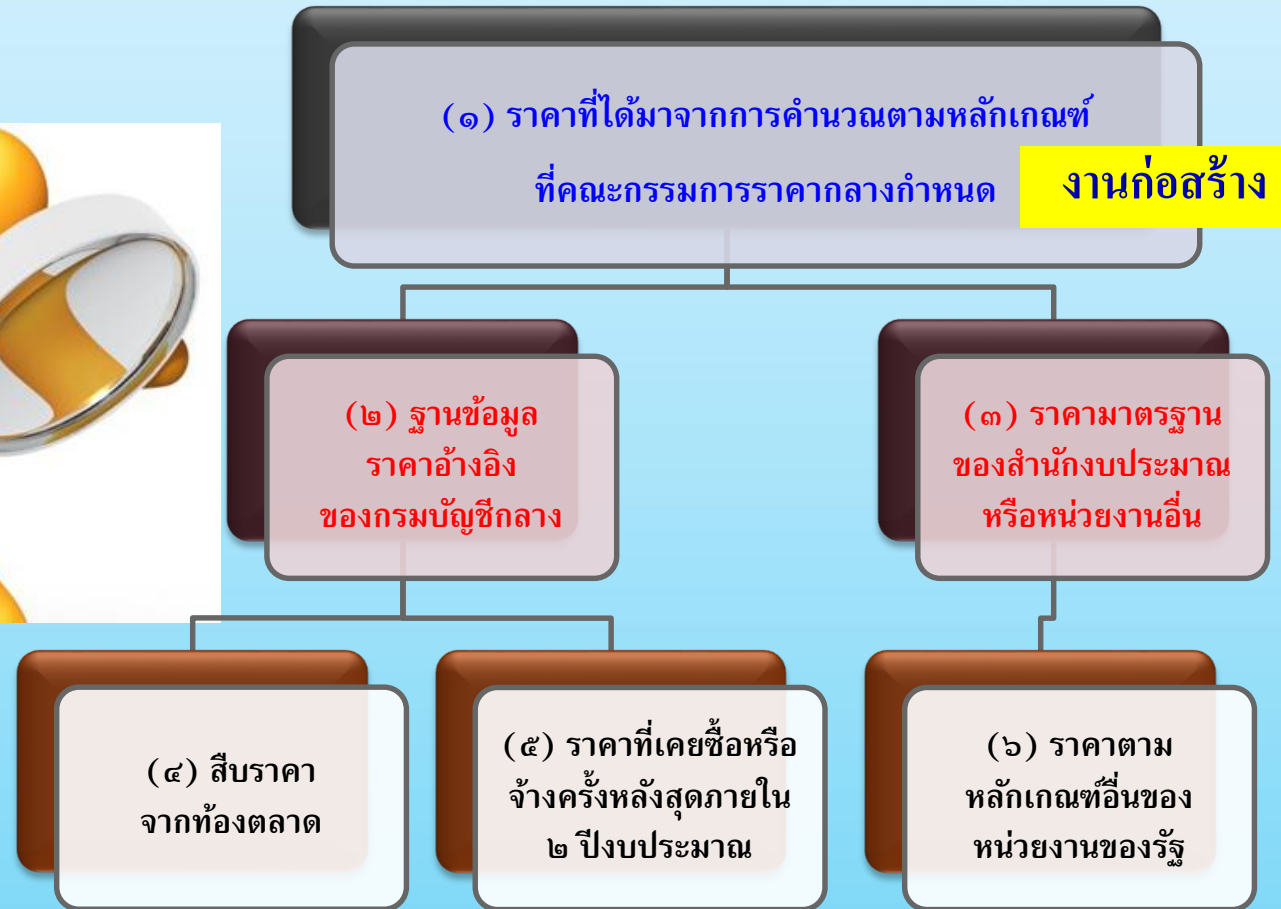 (๑) ราคาที่ได้มาจากการคำนวณตามหลักเกณฑ์
ที่คณะกรรมการราคากลางกำหนด
งานก่อสร้าง
(๒) ฐานข้อมูล
ราคาอ้างอิง
ของกรมบัญชีกลาง
(๓) ราคามาตรฐาน
ของสำนักงบประมาณ
หรือหน่วยงานอื่น
(๔) สืบราคา
จากท้องตลาด
(๕) ราคาที่เคยซื้อหรือ
จ้างครั้งหลังสุดภายใน
๒ ปีงบประมาณ
(๖) ราคาตาม
หลักเกณฑ์อื่นของ
หน่วยงานของรัฐ